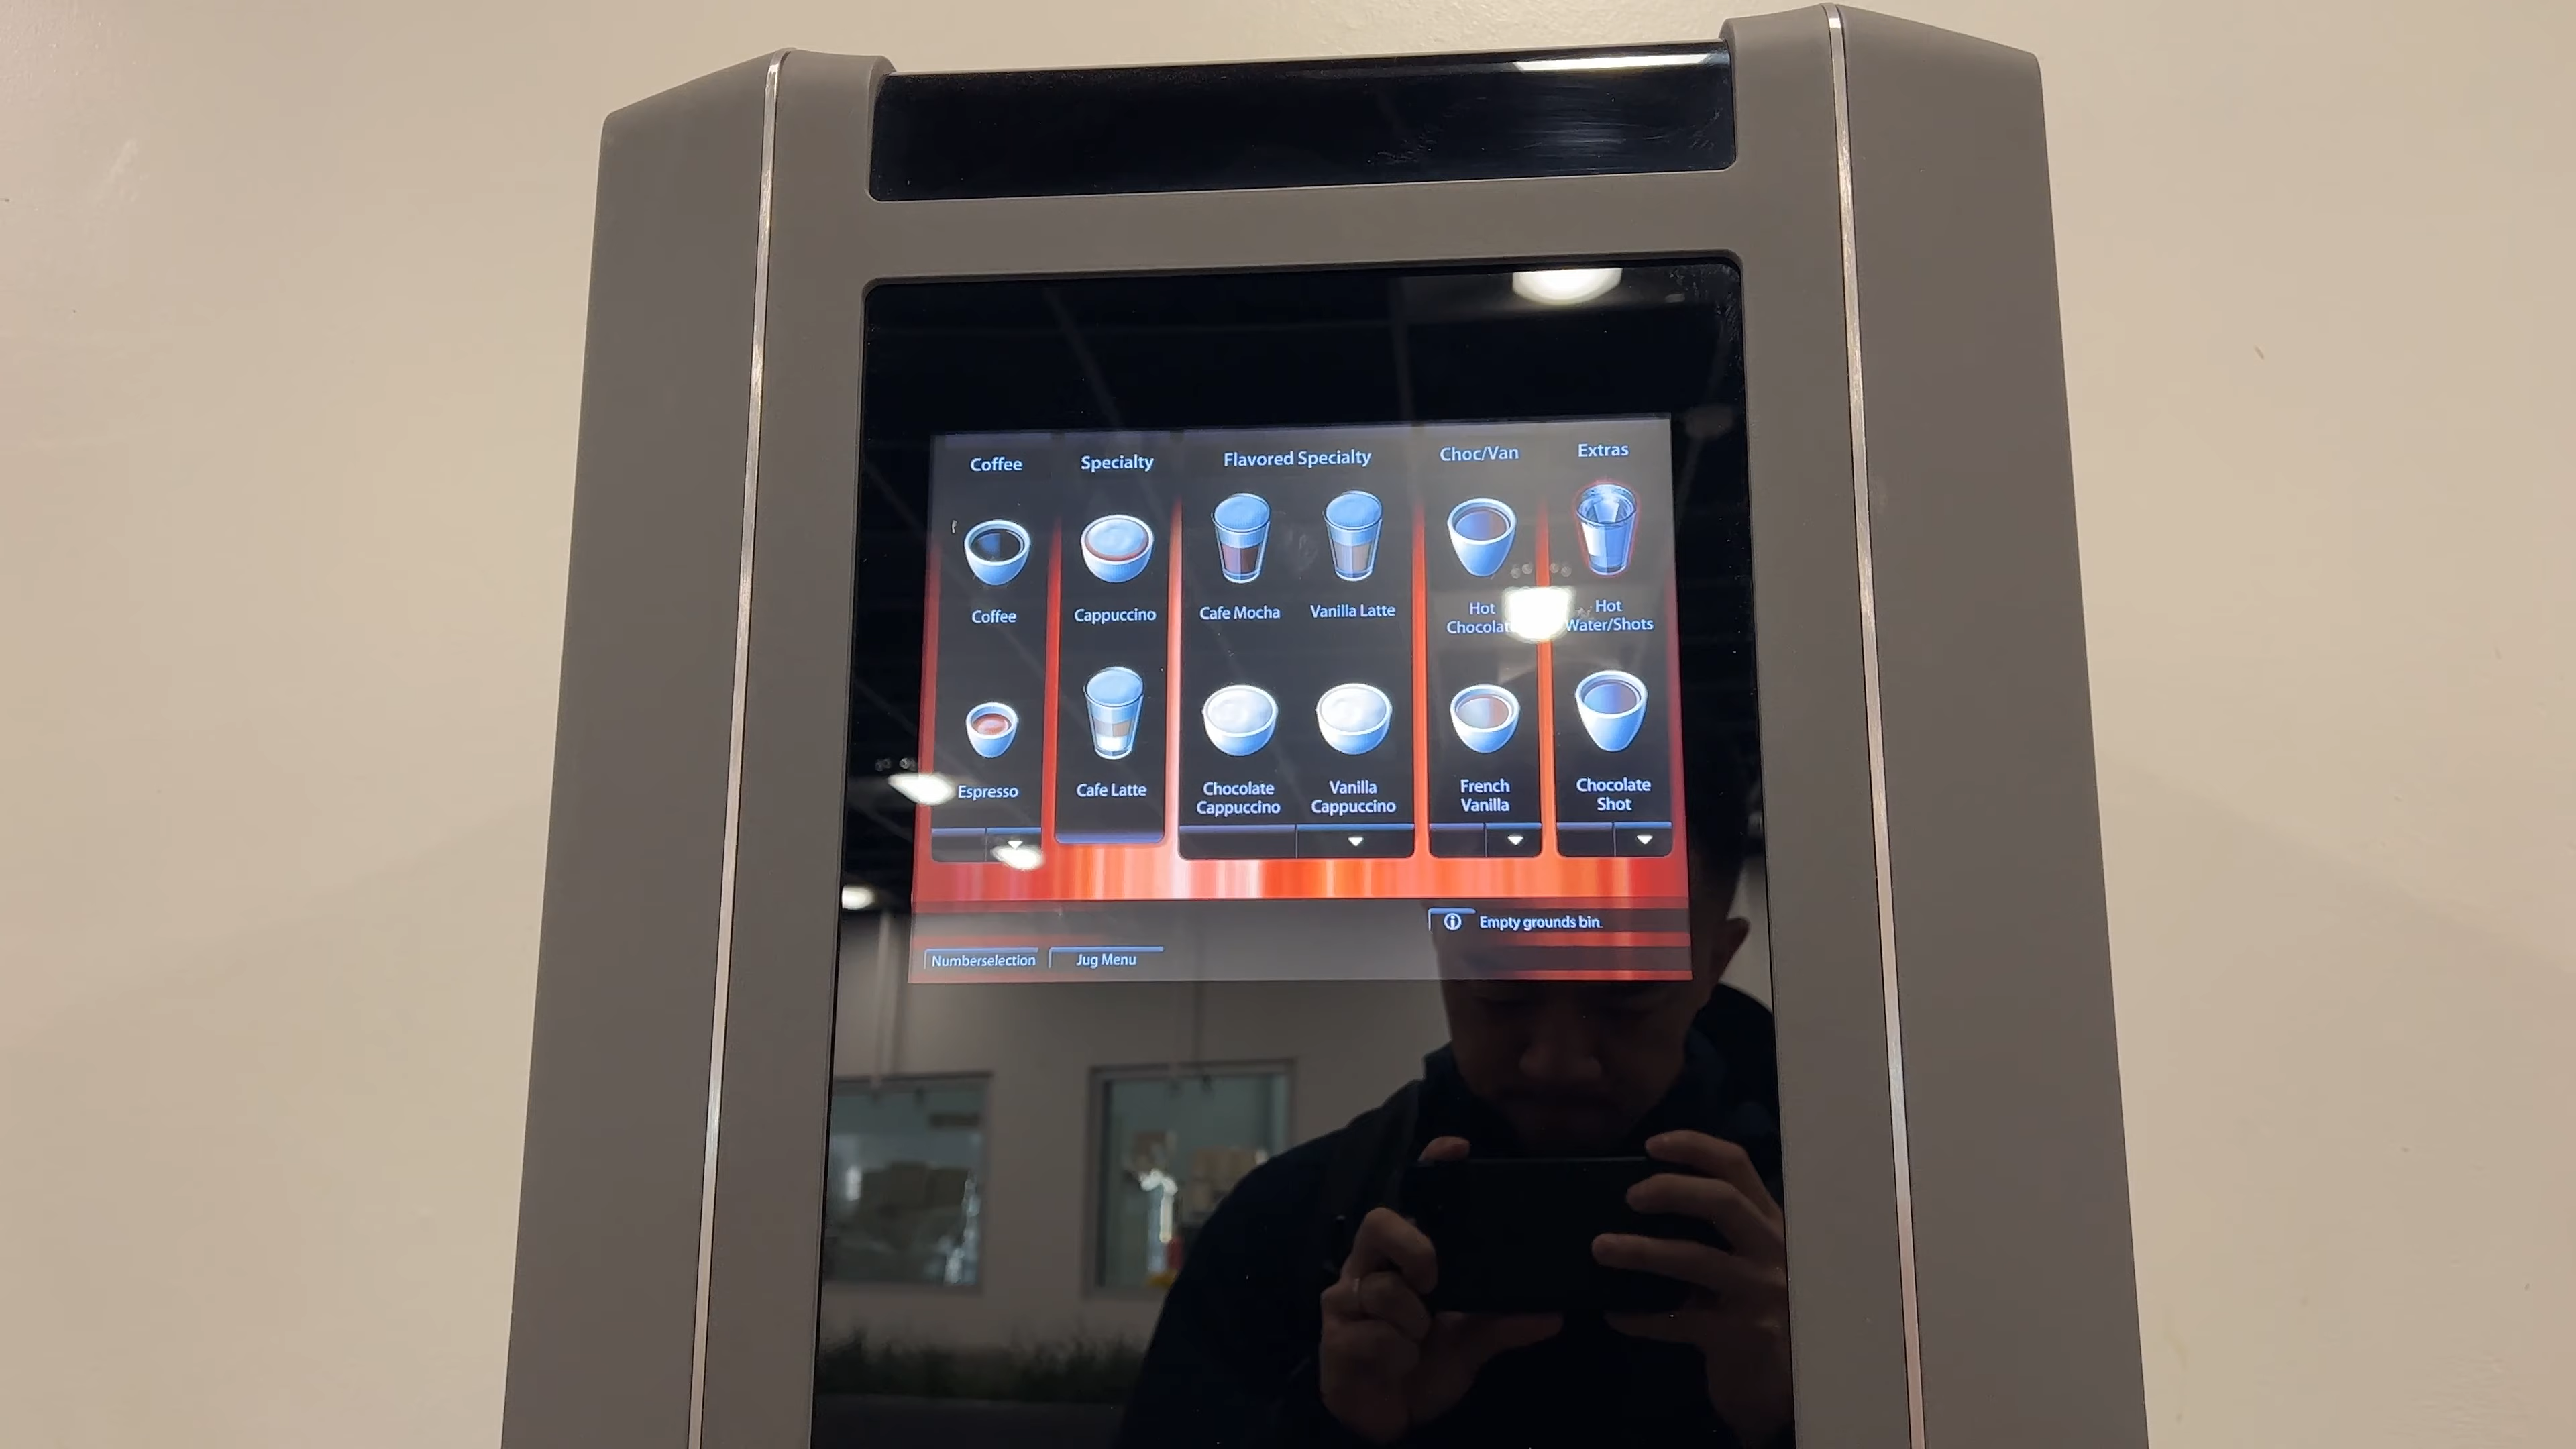 Coffee
Specialty
Flavored Specialty
Choc/Van
Extras
Coffee
Cappuccino
Cafe Mocha
Vanilla Latte
Hot
Hot
Water/Shots
Espresso
Cafe Latte
Chocolate
Cappuccino
Vanilla
Cappuccino
French
Vanilla
Chocolate
Shot
Empty grounds bin
Numberselection
Jug Menu